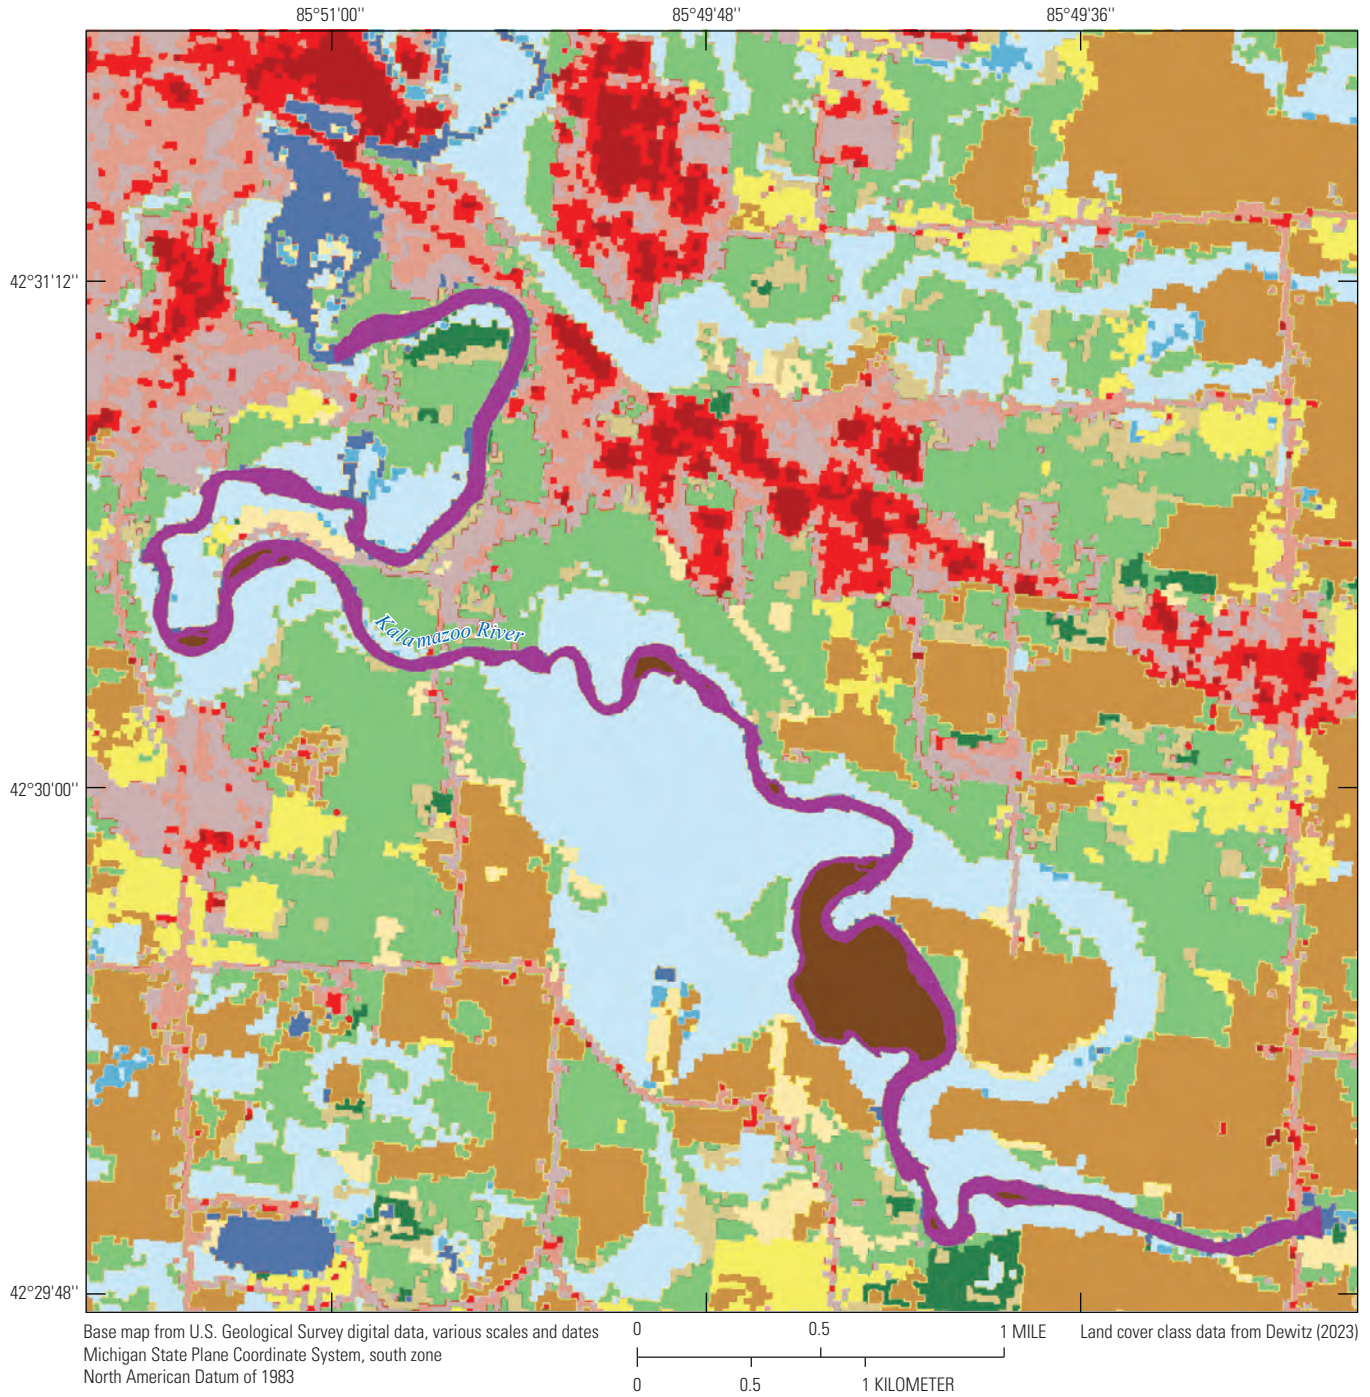 85°51'00'' 85°49'48'' 85°49'36''
42°31'12''
Kalamazoo River
42°30'00''
42°29'48''
Base map from U.S. Geological Survey digital data, various scales and dates
Michigan State Plane Coordinate System, south zone
North American Datum of 1983
0 0.5 1 MILE
0 0.5 1 KILOMETER
Land cover class data from Dewitz (2023)